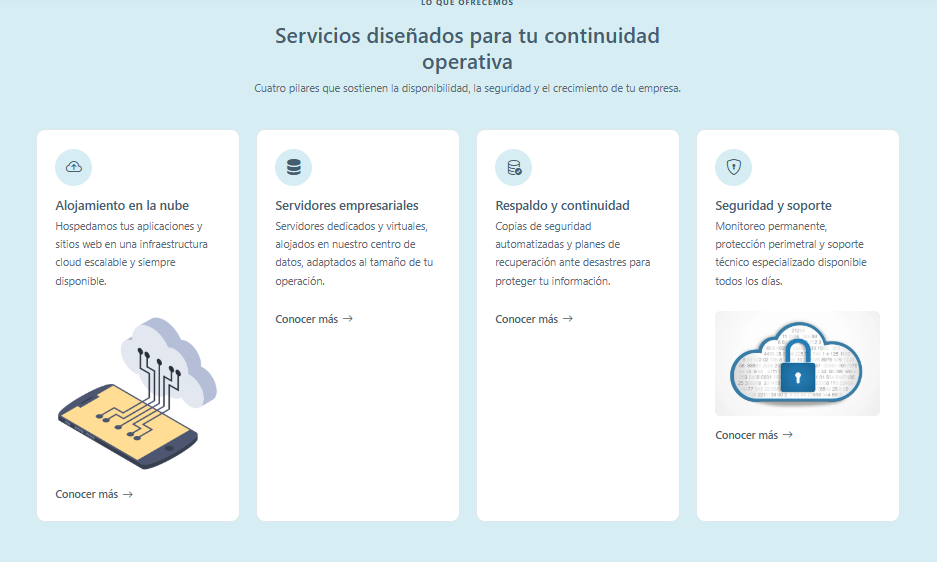 LO QUE OFRECEMOS
Servicios diseñados para tu continuidad
operativa
Cuatro pilares que sostienen la disponibilidad, la seguridad y el crecimiento de tu empresa.
Alojamiento en la nube
Hospedamos tus aplicaciones y
sitios web en una infraestructura
cloud escalable y siempre
disponible.
Conocer más →
Servidores empresariales
Servidores dedicados y virtuales,
alojados en nuestro centro de
datos, adaptados al tamaño de tu
operación.
Conocer más →
Respaldo y continuidad
Copias de seguridad
automatizadas y planes de
recuperación ante desastres para
proteger tu información.
Conocer más →
Seguridad y soporte
Monitoreo permanente,
protección perimetral y soporte
técnico especializado disponible
todos los días.
Conocer más →